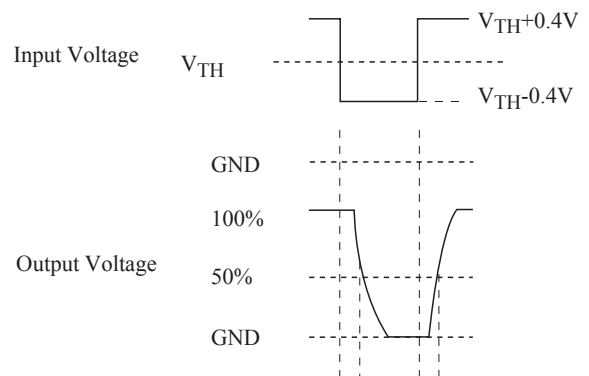 V_TH+0.4V
Input Voltage V_TH
V_TH-0.4V
GND
100%
Output Voltage 50%
GND